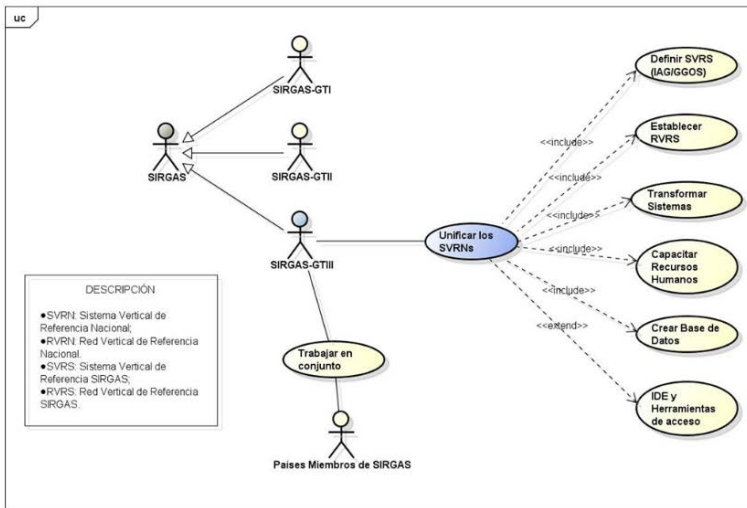 uc
SIRGAS-GTI
SIRGAS
SIRGAS-GTII
SIRGAS-GTIII
Unificar los
SVRNs
<<include>>
<<include>>
<<include>>
<<include>>
<<include>>
<<extend>>
Definir SVRS
(IAG/GGOS)
Establecer
RVRS
Transformar
Sistemas
Capacitar
Recursos
Humanos
Crear Base de
Datos
IDE y
Herramientas
de acceso
Trabajar en
conjunto
Países Miembros de SIRGAS
DESCRIPCIÓN
●SVRN: Sistema Vertical de
Referencia Nacional;
●RVRN: Red Vertical de Referencia
Nacional.
●SVRS: Sistema Vertical de
Referencia SIRGAS;
●RVRS: Red Vertical de Referencia
SIRGAS.